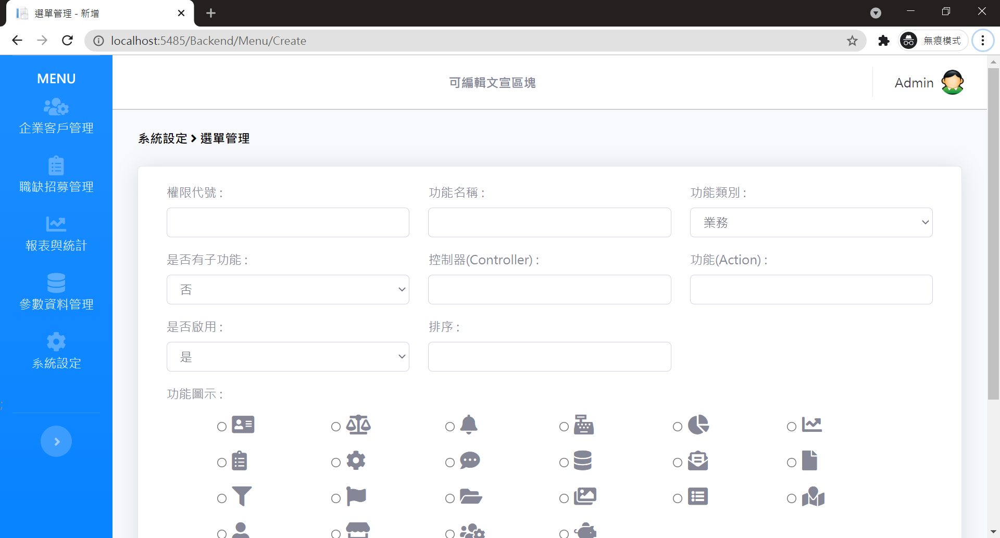 選單管理 - 新增
localhost:5485/Backend/Menu/Create
無痕模式
MENU
企業客戶管理
職缺招募管理
報表與統計
參數資料管理
系統設定
;
可編輯文宣區塊
Admin
系統設定 > 選單管理
權限代號 :
功能名稱 :
功能類別 :
業務
是否有子功能 :
控制器(Controller) :
功能(Action) :
否
是否啟用 :
排序 :
是
功能圖示 :